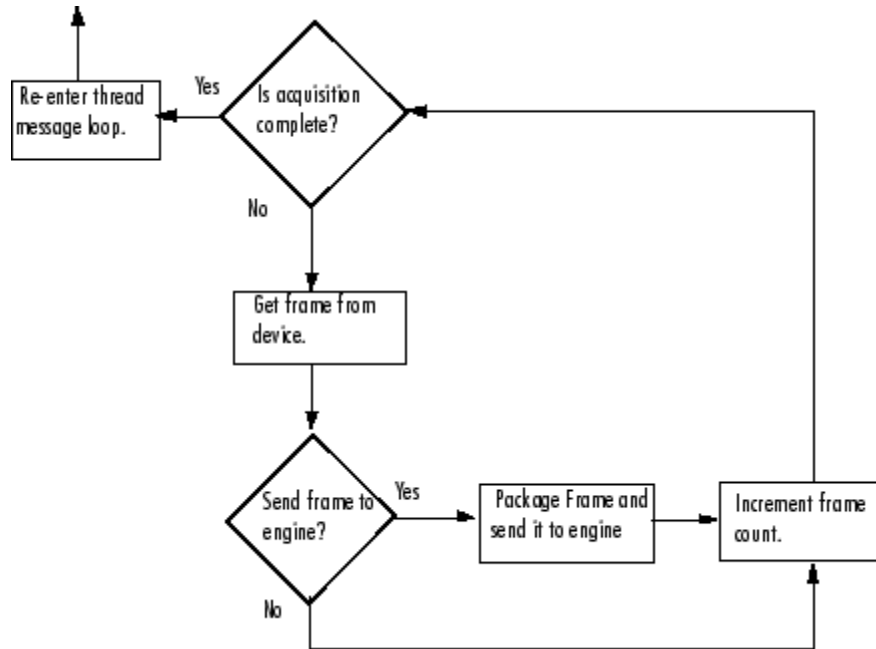 Yes
Re-enter thread
message loop.
Is acquisition
complete?
No
Get frame from
device.
Send frame to
engine?
Yes
Package Frame and
send it to engine
Increment frame
count.
No